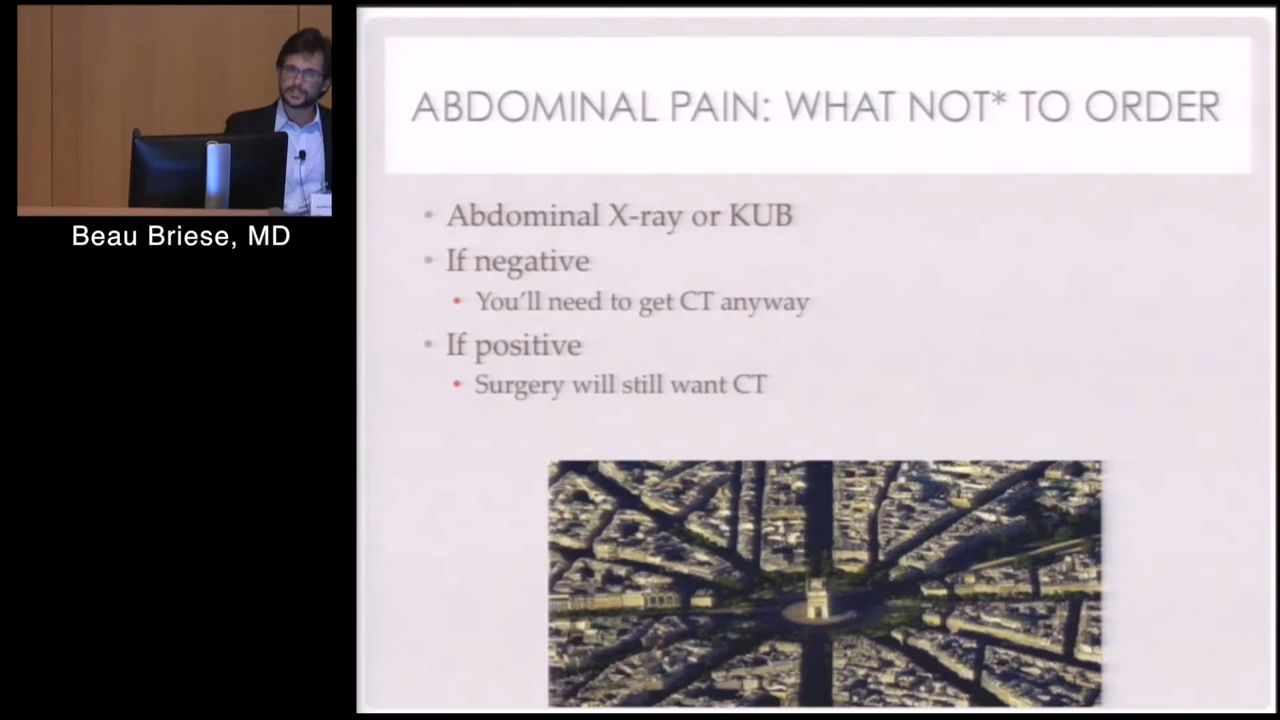 ABDOMINAL PAIN: WHAT NOT* TO ORDER
• Abdominal X-ray or KUB
• If negative
• You'll need to get CT anyway
• If positive
• Surgery will still want CT
Beau Briese, MD